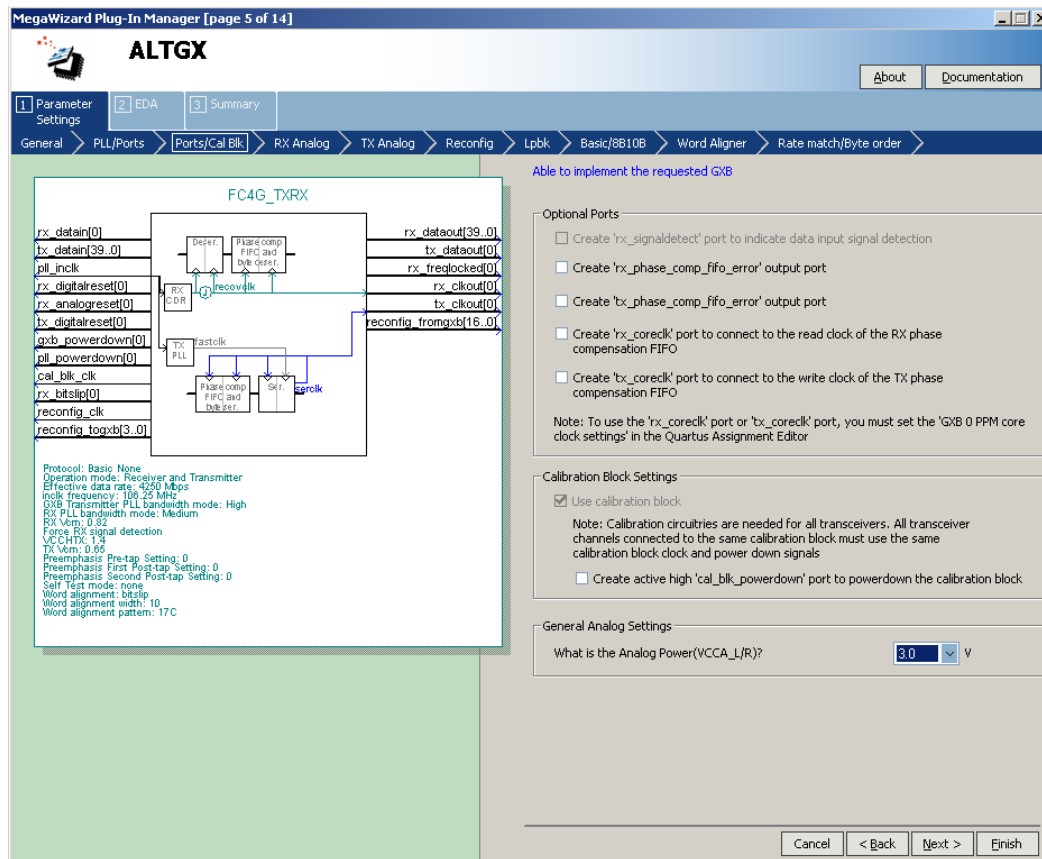 MegaWizard Plug-In Manager [page 5 of 14]
ALTGX
About
Documentation
1 Parameter Settings
2 EDA
3 Summary
General
PLL/Ports
Ports/Cal Blk
RX Analog
TX Analog
Reconfig
Lpbk
Basic/8B10B
Word Aligner
Rate match/Byte order
Able to implement the requested GXB
FC4G_TXRX
rx_datain[0]
tx_datain[39..0]
pll_inclk
rx_digitalreset[0]
rx_analogreset[0]
tx_digitalreset[0]
gxb_powerdown[0]
pll_powerdown[0]
cal_blk_clk
rx_bitslip[0]
reconfig_clk
reconfig_togxb[3..0]
Deser.
Phase comp
FIFO and
byte deser.
RX
CDR
recovclk
TX
PLL
fastclk
Phase comp
FIFO and
byte ser.
Ser.
serclk
rx_dataout[39..0]
tx_dataout[0]
rx_freqlocked[0]
rx_clkout[0]
tx_clkout[0]
reconfig_fromgxb[16..0]
Protocol: Basic None
Operation mode: Receiver and Transmitter
Effective data rate: 4250 Mbps
inclk frequency: 106.25 MHz
GXB Transmitter PLL bandwidth mode: High
RX PLL bandwidth mode: Medium
RX Vcm: 0.82
Force RX signal detection
VCCHTX: 1.4
TX Vcm: 0.65
Preemphasis Pre-tap Setting: 0
Preemphasis First Post-tap Setting: 0
Preemphasis Second Post-tap Setting: 0
Self Test mode: none
Word alignment: bitslip
Word alignment width: 10
Word alignment pattern: 17C
Optional Ports
Create 'rx_signaldetect' port to indicate data input signal detection
Create 'rx_phase_comp_fifo_error' output port
Create 'tx_phase_comp_fifo_error' output port
Create 'rx_coreclk' port to connect to the read clock of the RX phase
compensation FIFO
Create 'tx_coreclk' port to connect to the write clock of the TX phase
compensation FIFO
Note: To use the 'rx_coreclk' port or 'tx_coreclk' port, you must set the 'GXB 0 PPM core
clock settings' in the Quartus Assignment Editor
Calibration Block Settings
Use calibration block
Note: Calibration circuitries are needed for all transceivers. All transceiver
channels connected to the same calibration block must use the same
calibration block clock and power down signals
Create active high 'cal_blk_powerdown' port to powerdown the calibration block
General Analog Settings
What is the Analog Power(VCCA_L/R)?
3.0
V
Cancel
< Back
Next >
Finish